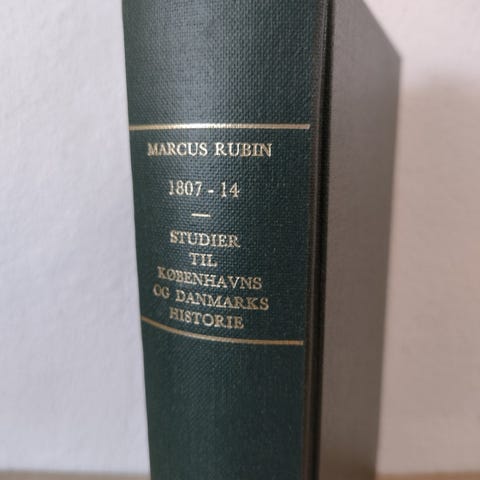 MARCUS RUBIN
1807 - 14
—
STUDIER
TIL
KØBENHAVNS
OG DANMARKS
HISTORIE